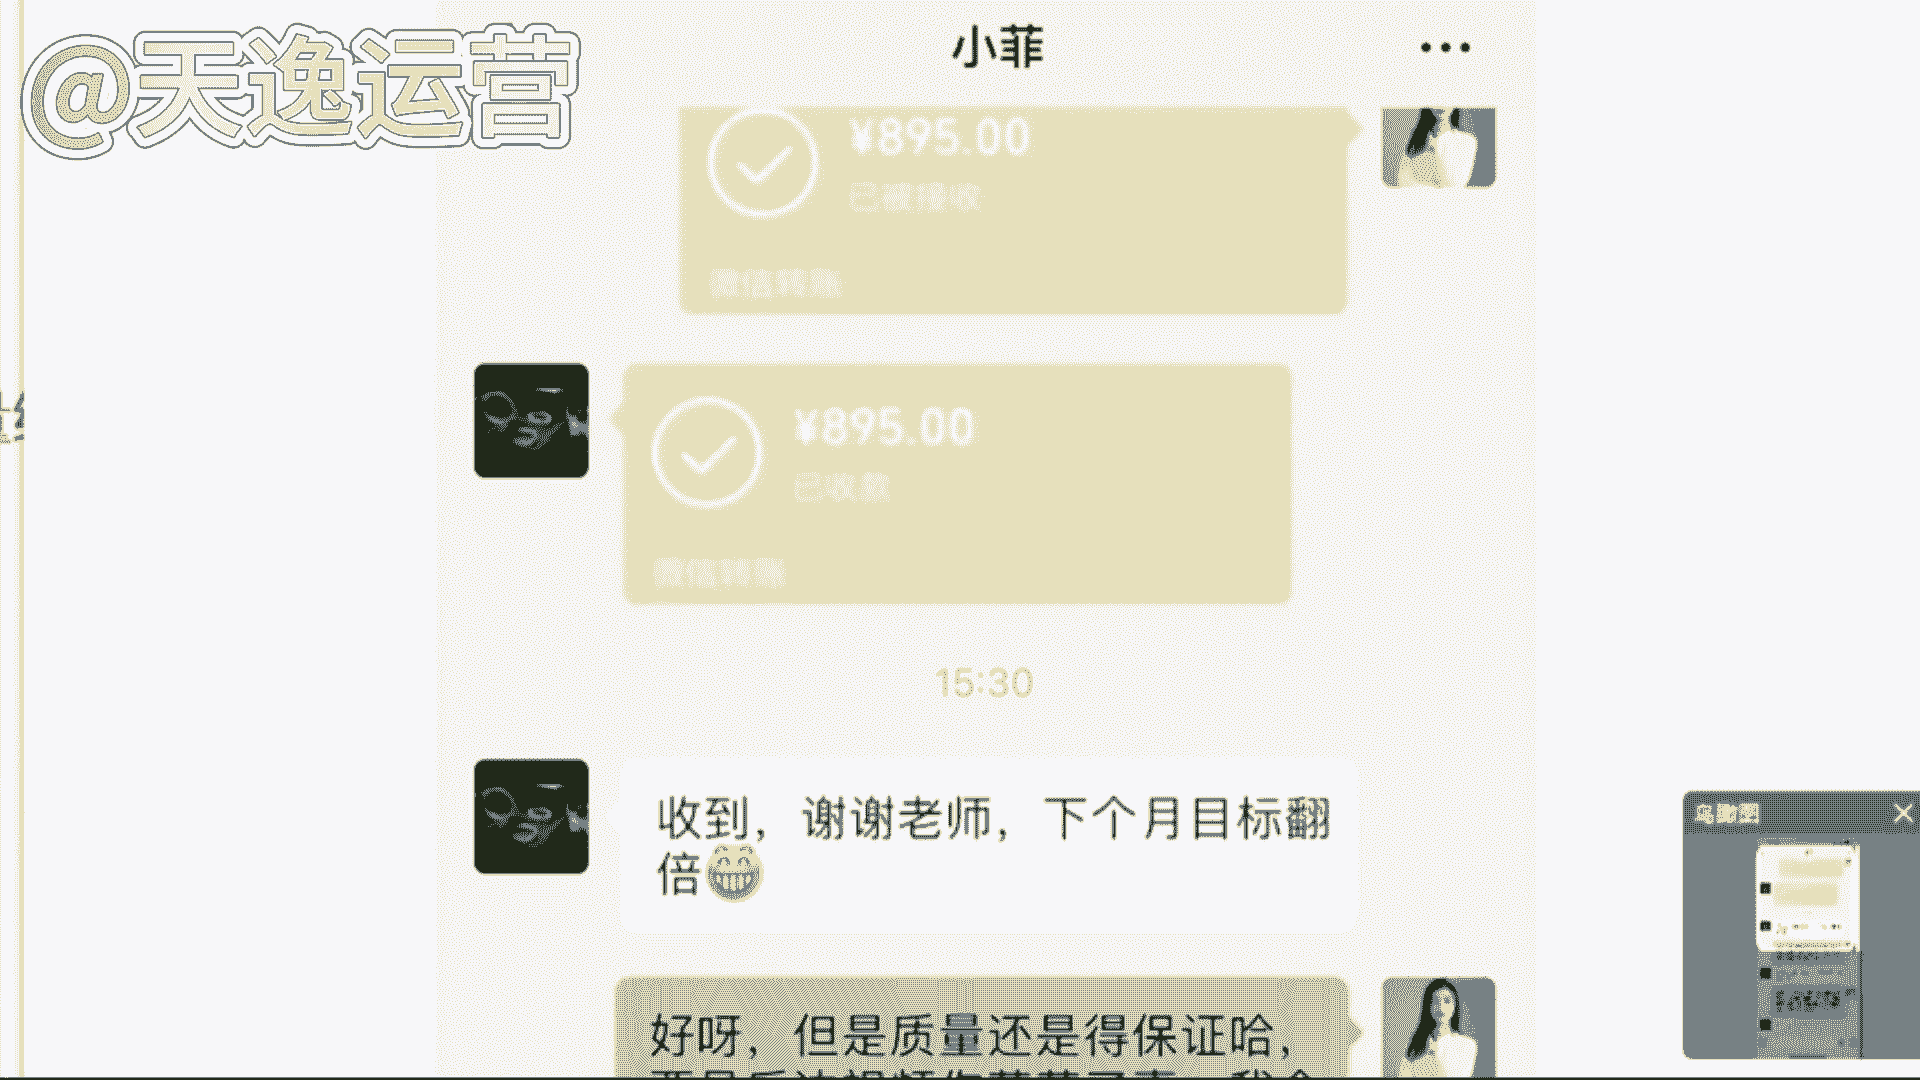 @天逸运营
小菲
¥895.00
已被接收
微信转账
¥895.00
已收款
微信转账
15:30
收到，谢谢老师，下个月目标翻
倍😁
好呀，但是质量还是得保证哈，
鸟瞰图